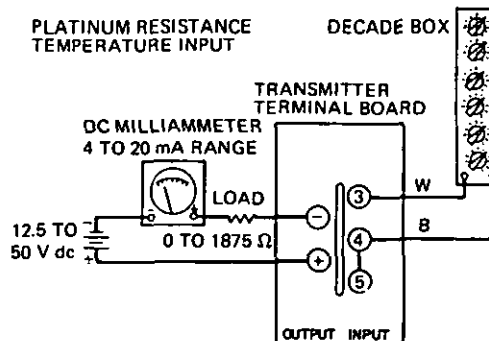 PLATINUM RESISTANCE
TEMPERATURE INPUT
DECADE BOX
TRANSMITTER
TERMINAL BOARD
DC MILLIAMMETER
4 TO 20 mA RANGE
LOAD
0 TO 1875 Ω
12.5 TO
50 V dc
-
+
-
+
−
+
3
4
5
W
B
OUTPUT INPUT